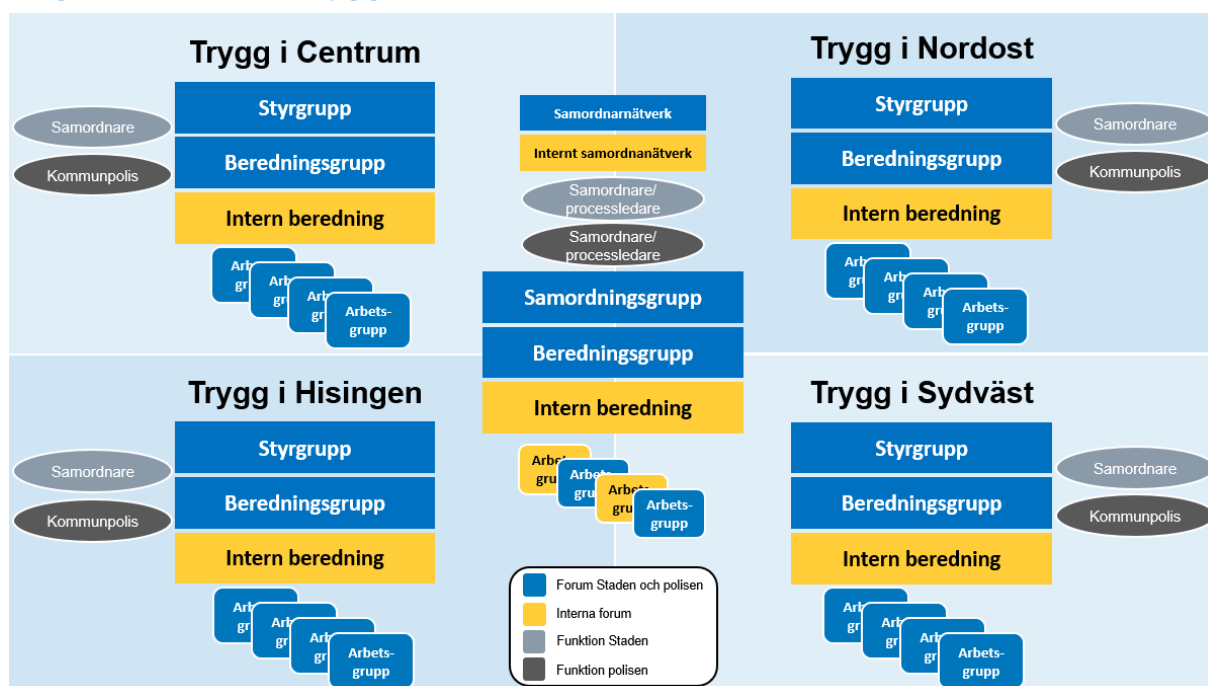 Trygg i Centrum
Samordnare
Kommunpolis
Styrgrupp
Beredningsgrupp
Intern beredning
Arbets-
grupp
Trygg i Nordost
Styrgrupp
Beredningsgrupp
Intern beredning
Samordnare
Kommunpolis
Arbets-
grupp
Samordnarnätverk
Internt samordnanätverk
Samordnare/
processledare
Samordnare/
processledare
Samordningsgrupp
Beredningsgrupp
Intern beredning
Arbets-
grupp
Trygg i Hisingen
Samordnare
Kommunpolis
Styrgrupp
Beredningsgrupp
Intern beredning
Arbets-
grupp
Trygg i Sydväst
Styrgrupp
Beredningsgrupp
Intern beredning
Samordnare
Kommunpolis
Arbets-
grupp
Forum Staden och polisen
Interna forum
Funktion Staden
Funktion polisen